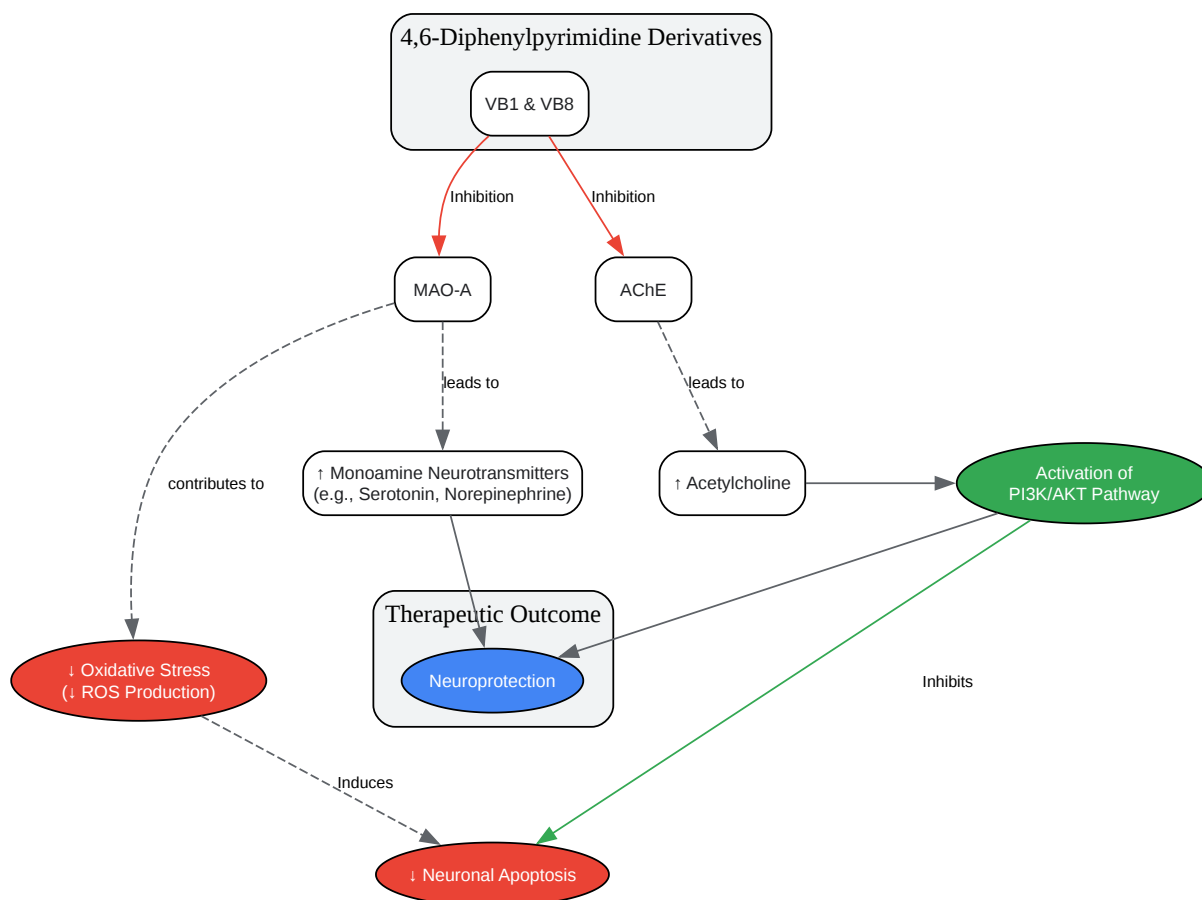 4,6-Diphenylpyrimidine Derivatives
VB1 & VB8
Inhibition
Inhibition
MAO-A
AChE
leads to
leads to
contributes to
↑ Monoamine Neurotransmitters
(e.g., Serotonin, Norepinephrine)
↑ Acetylcholine
Activation of
PI3K/AKT Pathway
Therapeutic Outcome
↓ Oxidative Stress
(↓ ROS Production)
Neuroprotection
Inhibits
Induces
↓ Neuronal Apoptosis